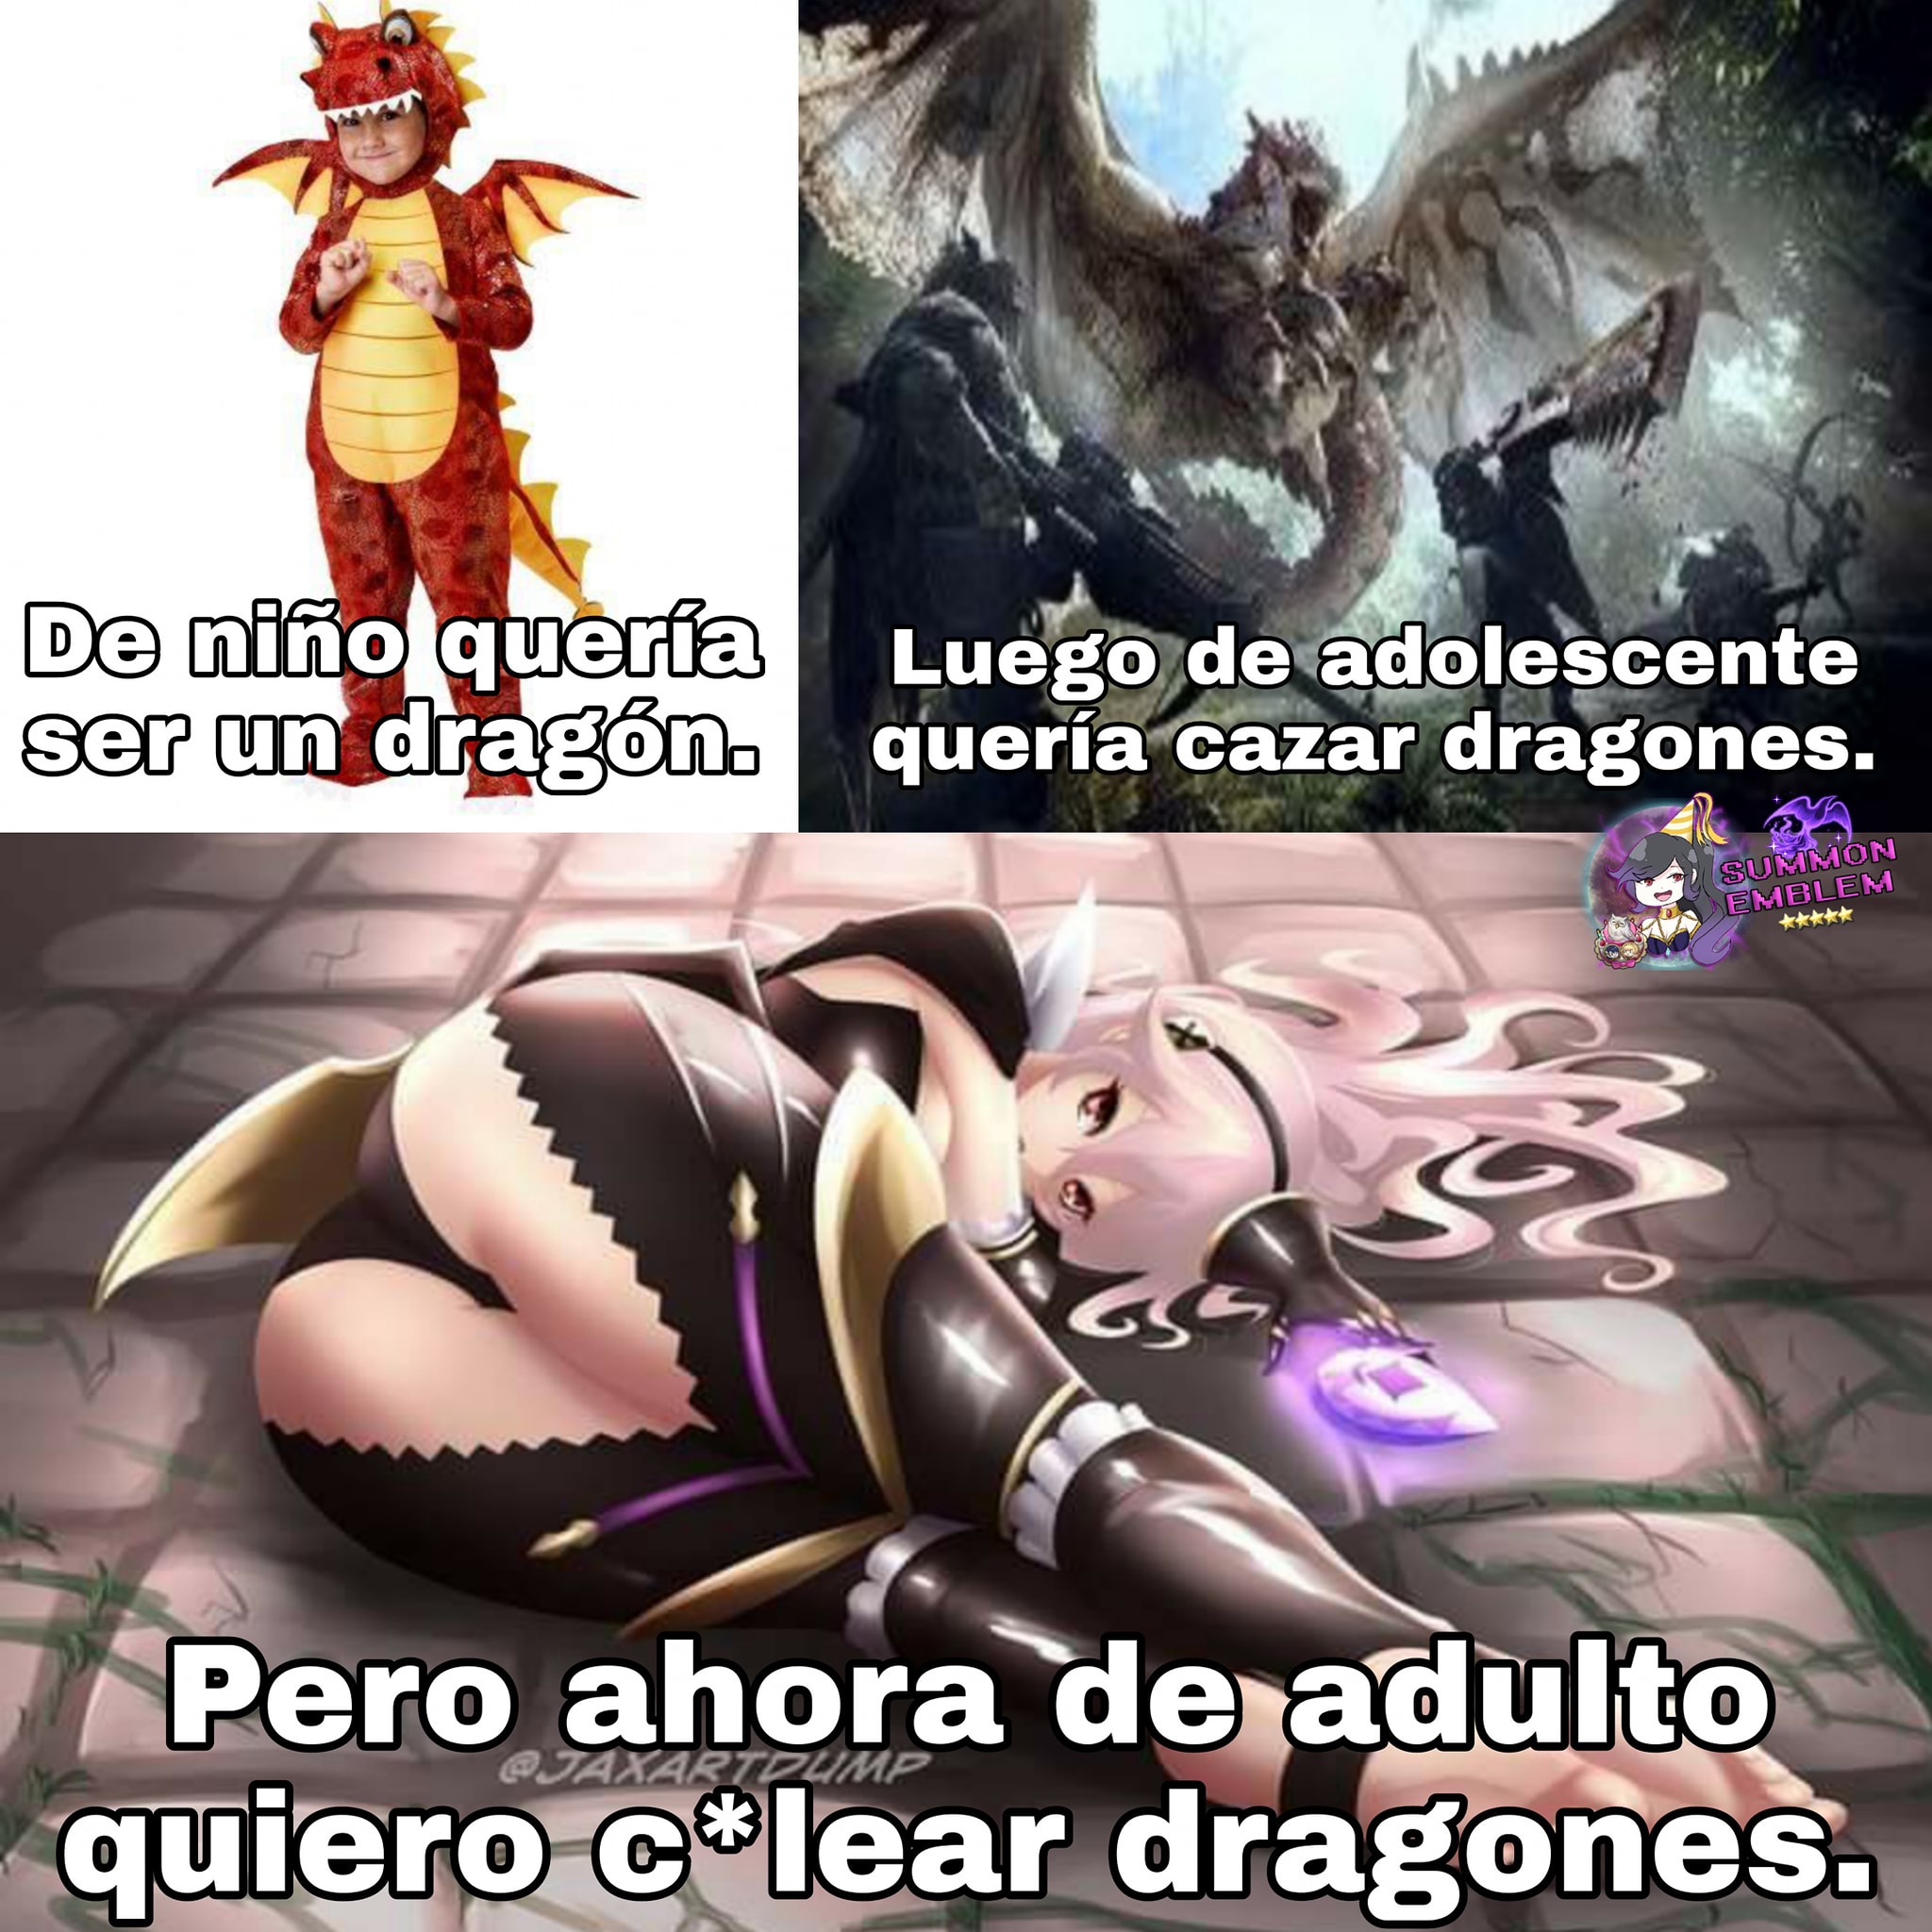 De niño quería
ser un dragón.
Luego de adolescente
quería cazar dragones.
SUMMON
EMBLEM
Pero ahora de adulto
@JAXARTDUMP
quiero c*lear dragones.